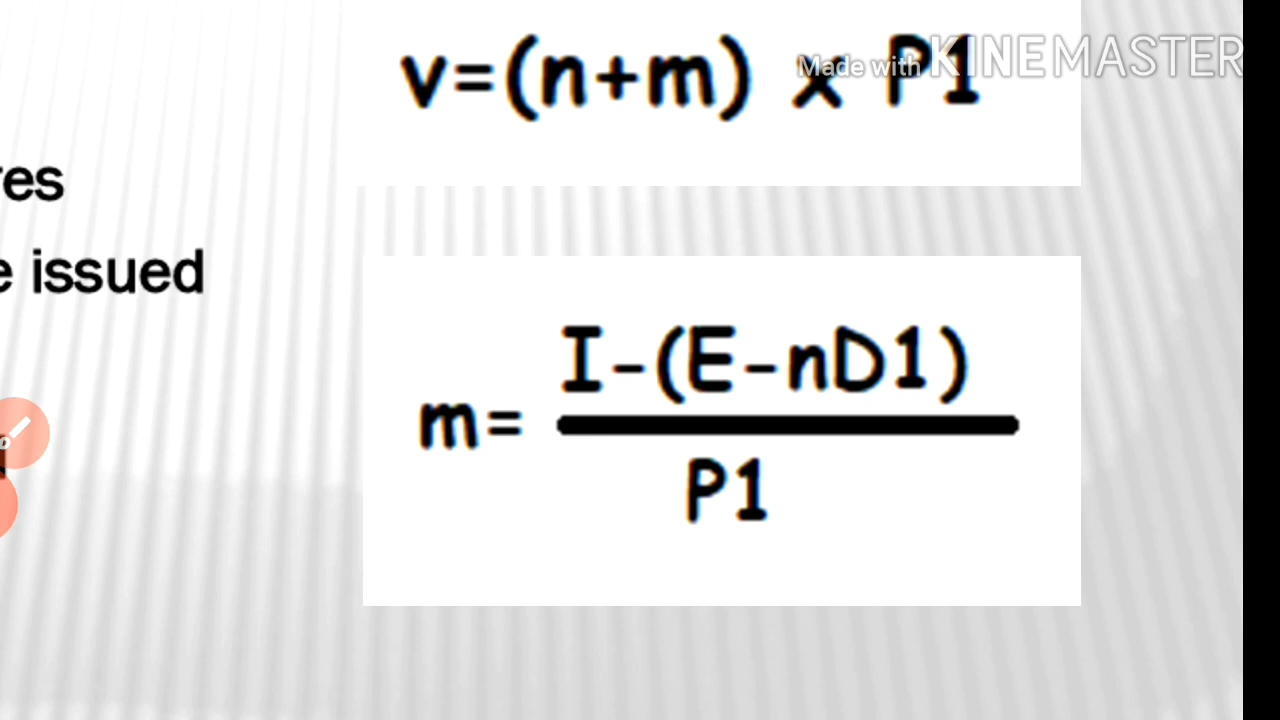 v=(n+m) x P1
Made with KINEMASTER
res
e issued
I-(E-nD1)
m=
P1